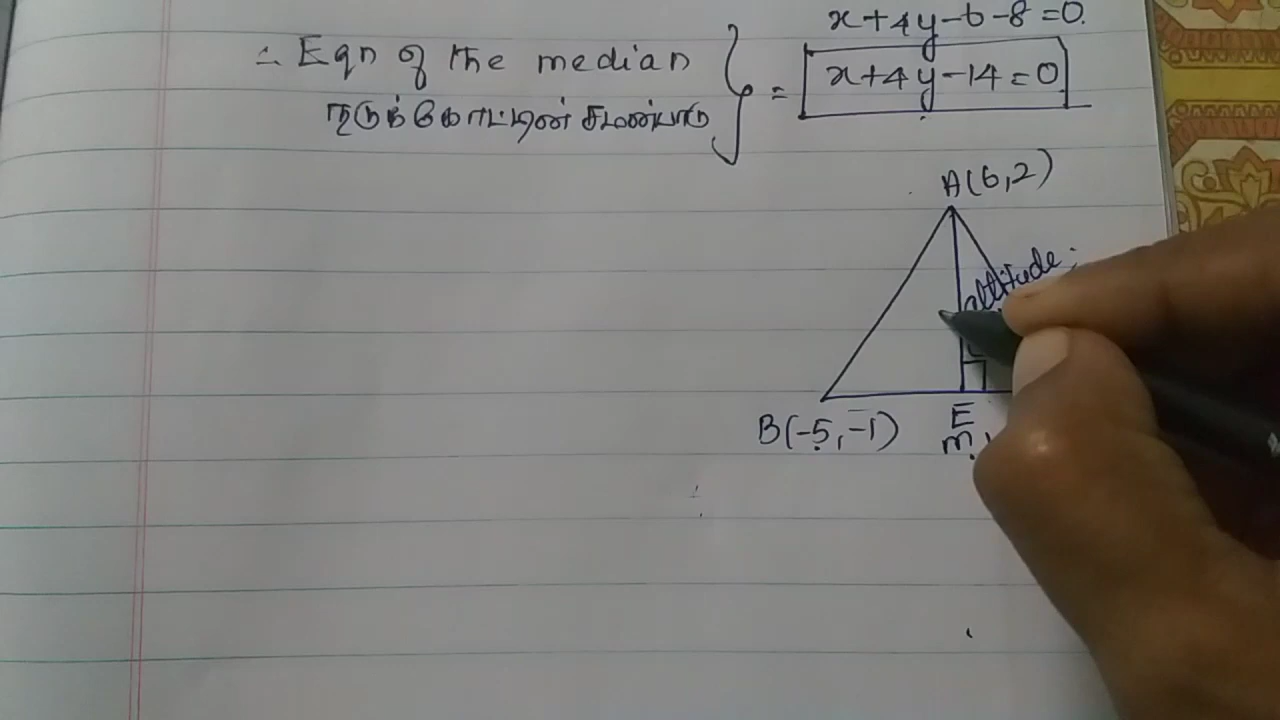 x+4y-6-8=0.
∴ Eqn of the median } = x+4y-14=0
நடுக்கோட்டின் சமன்பாடு
A(6,2)
altitude
B(-5,-1)
E
m